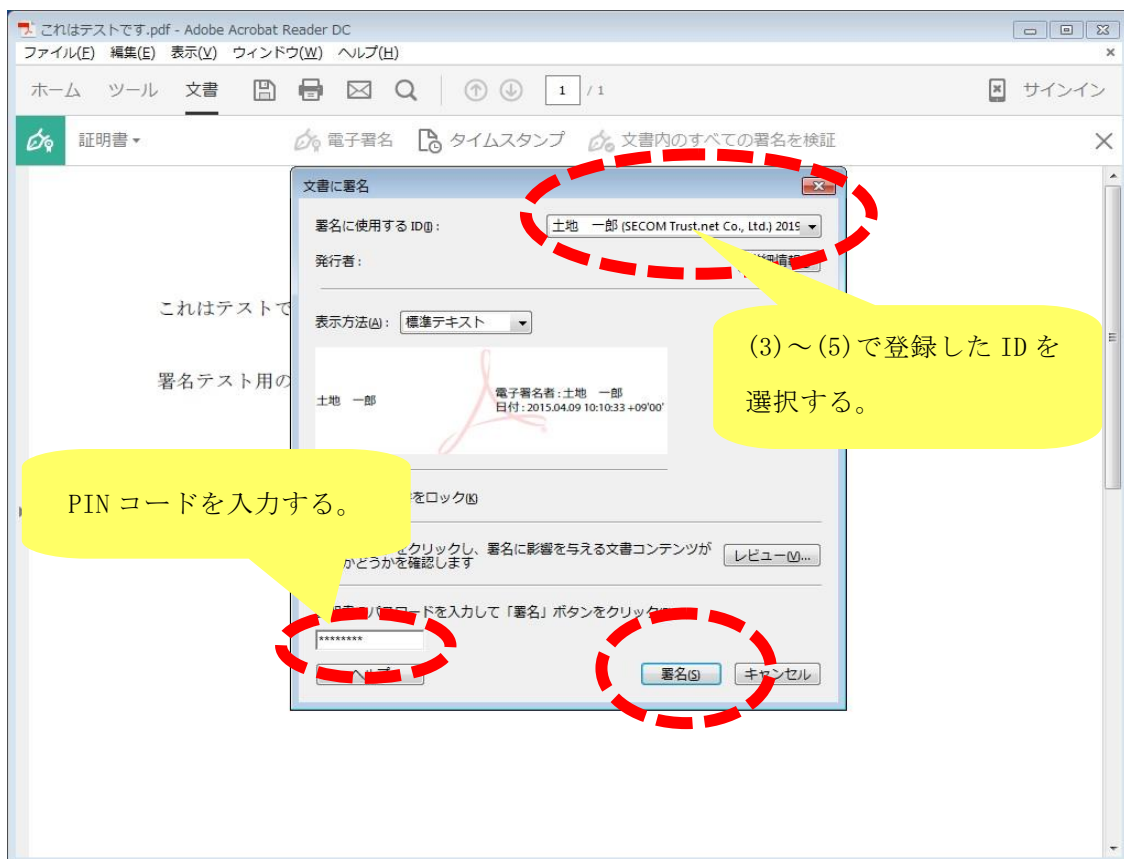 これはテストです.pdf - Adobe Acrobat Reader DC
ファイル(F) 編集(E) 表示(V) ウィンドウ(W) ヘルプ(H)
ホーム ツール 文書 1 / 1 サインイン
証明書 電子署名 タイムスタンプ 文書内のすべての署名を検証
文書に署名
署名に使用する ID(I): 土地 一郎 (SECOM Trust.net Co., Ltd.) 2019
発行者:
これはテストで
表示方法(A): 標準テキスト
(3)~(5)で登録した ID を
選択する。
署名テスト用の
土地 一郎
電子署名者:土地 一郎
日付:2015.04.09 10:10:33 +09'00'
PIN コードを入力する。
をロック(K)
クリックし、署名に影響を与える文書コンテンツが
かどうかを確認します
レビュー(V)...
ードを入力して「署名」ボタンをクリック
********
ヘルプ 署名(S) キャンセル